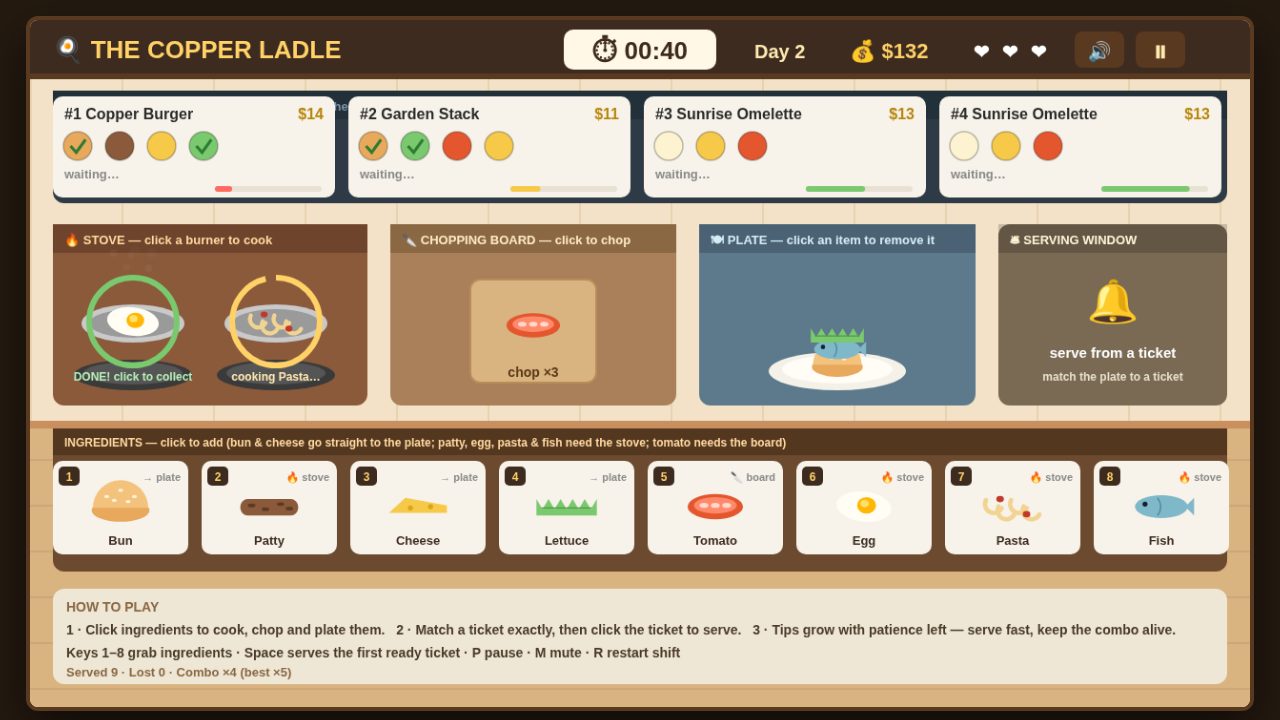 THE COPPER LADLE
00:40
Day 2
$132
#1 Copper Burger $14
waiting…
#2 Garden Stack $11
waiting…
#3 Sunrise Omelette $13
waiting…
#4 Sunrise Omelette $13
waiting…
STOVE — click a burner to cook
DONE! click to collect
cooking Pasta…
CHOPPING BOARD — click to chop
chop ×3
PLATE — click an item to remove it
SERVING WINDOW
serve from a ticket
match the plate to a ticket
INGREDIENTS — click to add (bun & cheese go straight to the plate; patty, egg, pasta & fish need the stove; tomato needs the board)
1 → plate
Bun
2 stove
Patty
3 → plate
Cheese
4 → plate
Lettuce
5 board
Tomato
6 stove
Egg
7 stove
Pasta
8 stove
Fish
HOW TO PLAY
1 · Click ingredients to cook, chop and plate them. 2 · Match a ticket exactly, then click the ticket to serve. 3 · Tips grow with patience left — serve fast, keep the combo alive.
Keys 1–8 grab ingredients · Space serves the first ready ticket · P pause · M mute · R restart shift
Served 9 · Lost 0 · Combo ×4 (best ×5)